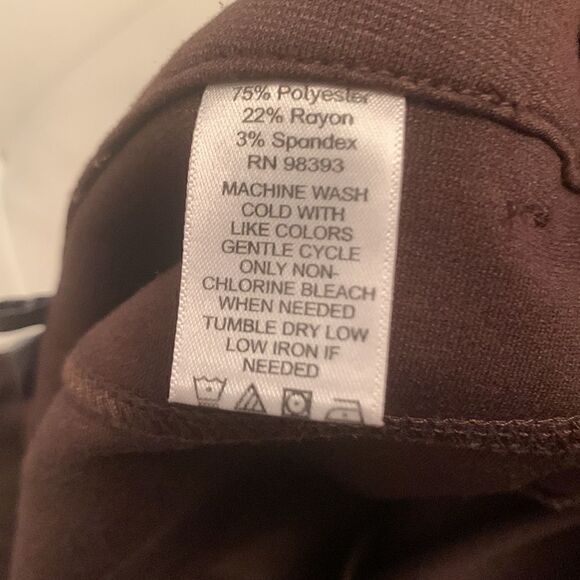 75% Polyester
22% Rayon
3% Spandex
RN 98393
MACHINE WASH
COLD WITH
LIKE COLORS
GENTLE CYCLE
ONLY NON-
CHLORINE BLEACH
WHEN NEEDED
TUMBLE DRY LOW
LOW IRON IF
NEEDED